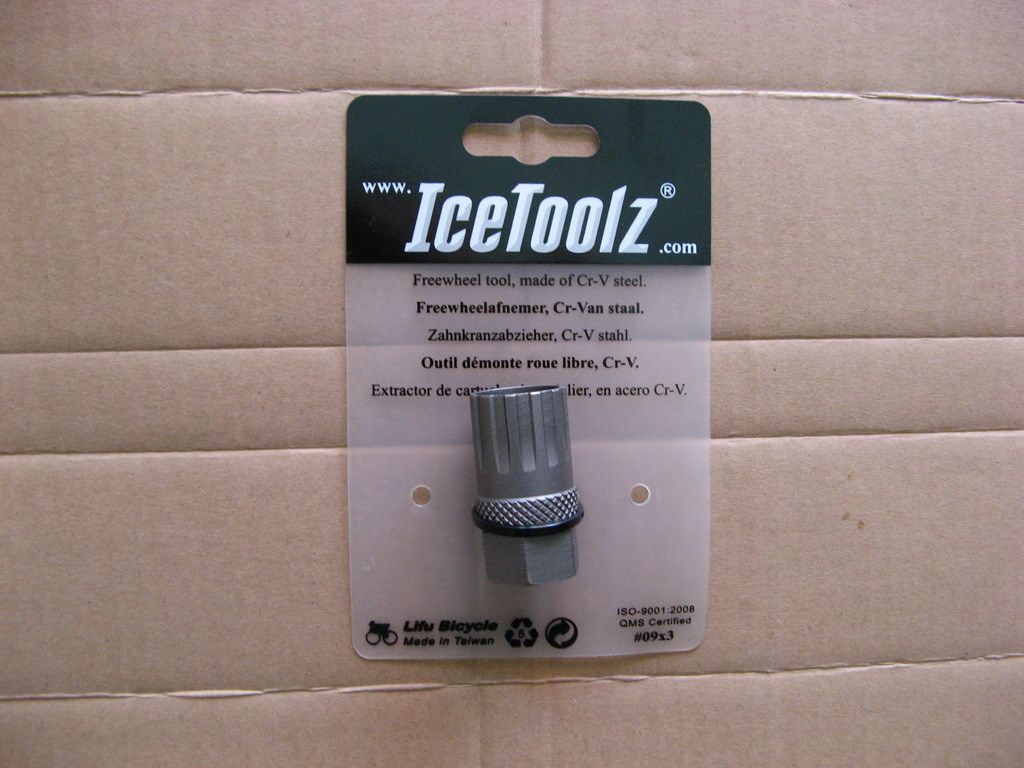 www. IceToolz® .com
Freewheel tool, made of Cr-V steel.
Freewheelafnemer, Cr-Van staal.
Zahnkranzabzieher, Cr-V stahl.
Outil démonte roue libre, Cr-V.
Extractor de lier, en acero Cr-V.
Lifu Bicycle
Made in Taiwan
5
ISO-9001:2008
QMS Certified
#09x3